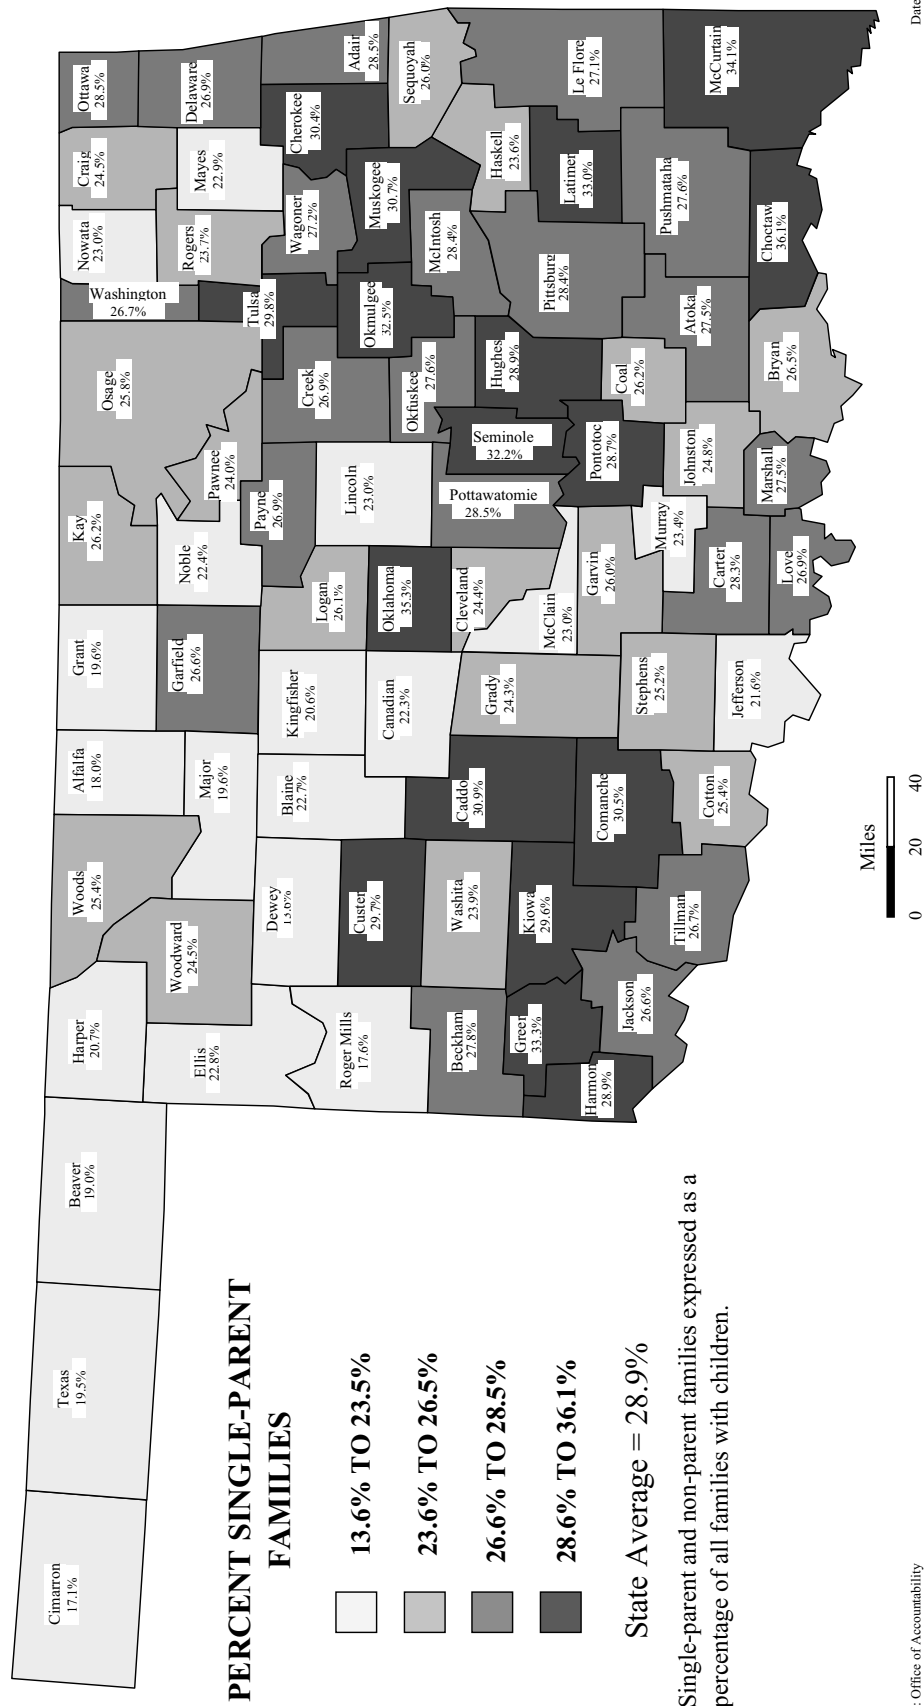 Cimarron
17.1%
Texas
19.5%
Beaver
19.0%
Harper
20.7%
Woods
25.4%
Alfalfa
18.0%
Grant
19.6%
Kay
26.2%
Osage
25.8%
Washington
26.7%
Nowata
23.0%
Craig
24.5%
Ottawa
28.5%
Ellis
22.8%
Woodward
24.5%
Major
19.6%
Garfield
26.6%
Noble
22.4%
Pawnee
24.0%
Rogers
23.7%
Mayes
22.9%
Delaware
26.9%
Roger Mills
17.6%
Dewey
13.6%
Blaine
22.7%
Kingfisher
20.6%
Logan
26.1%
Payne
26.9%
Creek
26.9%
Tulsa
29.8%
Wagoner
27.2%
Cherokee
30.4%
Adair
28.5%
Custer
29.7%
Canadian
22.3%
Oklahoma
35.3%
Lincoln
23.0%
Okfuskee
27.6%
Okmulgee
32.5%
Muskogee
30.7%
Sequoyah
26.0%
Beckham
27.8%
Washita
23.9%
Caddo
30.9%
Grady
24.3%
Cleveland
24.4%
McClain
23.0%
Pottawatomie
28.5%
Seminole
32.2%
Hughes
28.9%
McIntosh
28.4%
Haskell
23.6%
Le Flore
27.1%
Harmon
28.9%
Greer
33.3%
Kiowa
29.6%
Comanche
30.5%
Stephens
25.2%
Garvin
26.0%
Murray
23.4%
Pontotoc
28.7%
Coal
26.2%
Pittsburg
28.4%
Latimer
33.0%
Jackson
26.6%
Tillman
26.7%
Cotton
25.4%
Jefferson
21.6%
Carter
28.3%
Love
26.9%
Johnston
24.8%
Marshall
27.5%
Atoka
27.5%
Bryan
26.5%
Pushmataha
27.6%
Choctaw
36.1%
McCurtain
34.1%
PERCENT SINGLE-PARENT
FAMILIES
13.6% TO 23.5%
23.6% TO 26.5%
26.6% TO 28.5%
28.6% TO 36.1%
State Average = 28.9%
Single-parent and non-parent families expressed as a
percentage of all families with children.
Miles
0 20 40
: Office of Accountability
Date